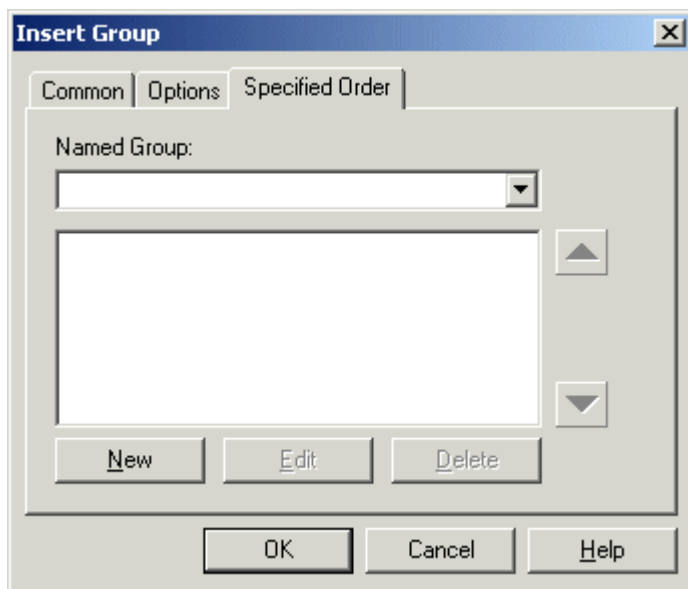 Insert Group
Common Options Specified Order
Named Group:
New Edit Delete
OK Cancel Help